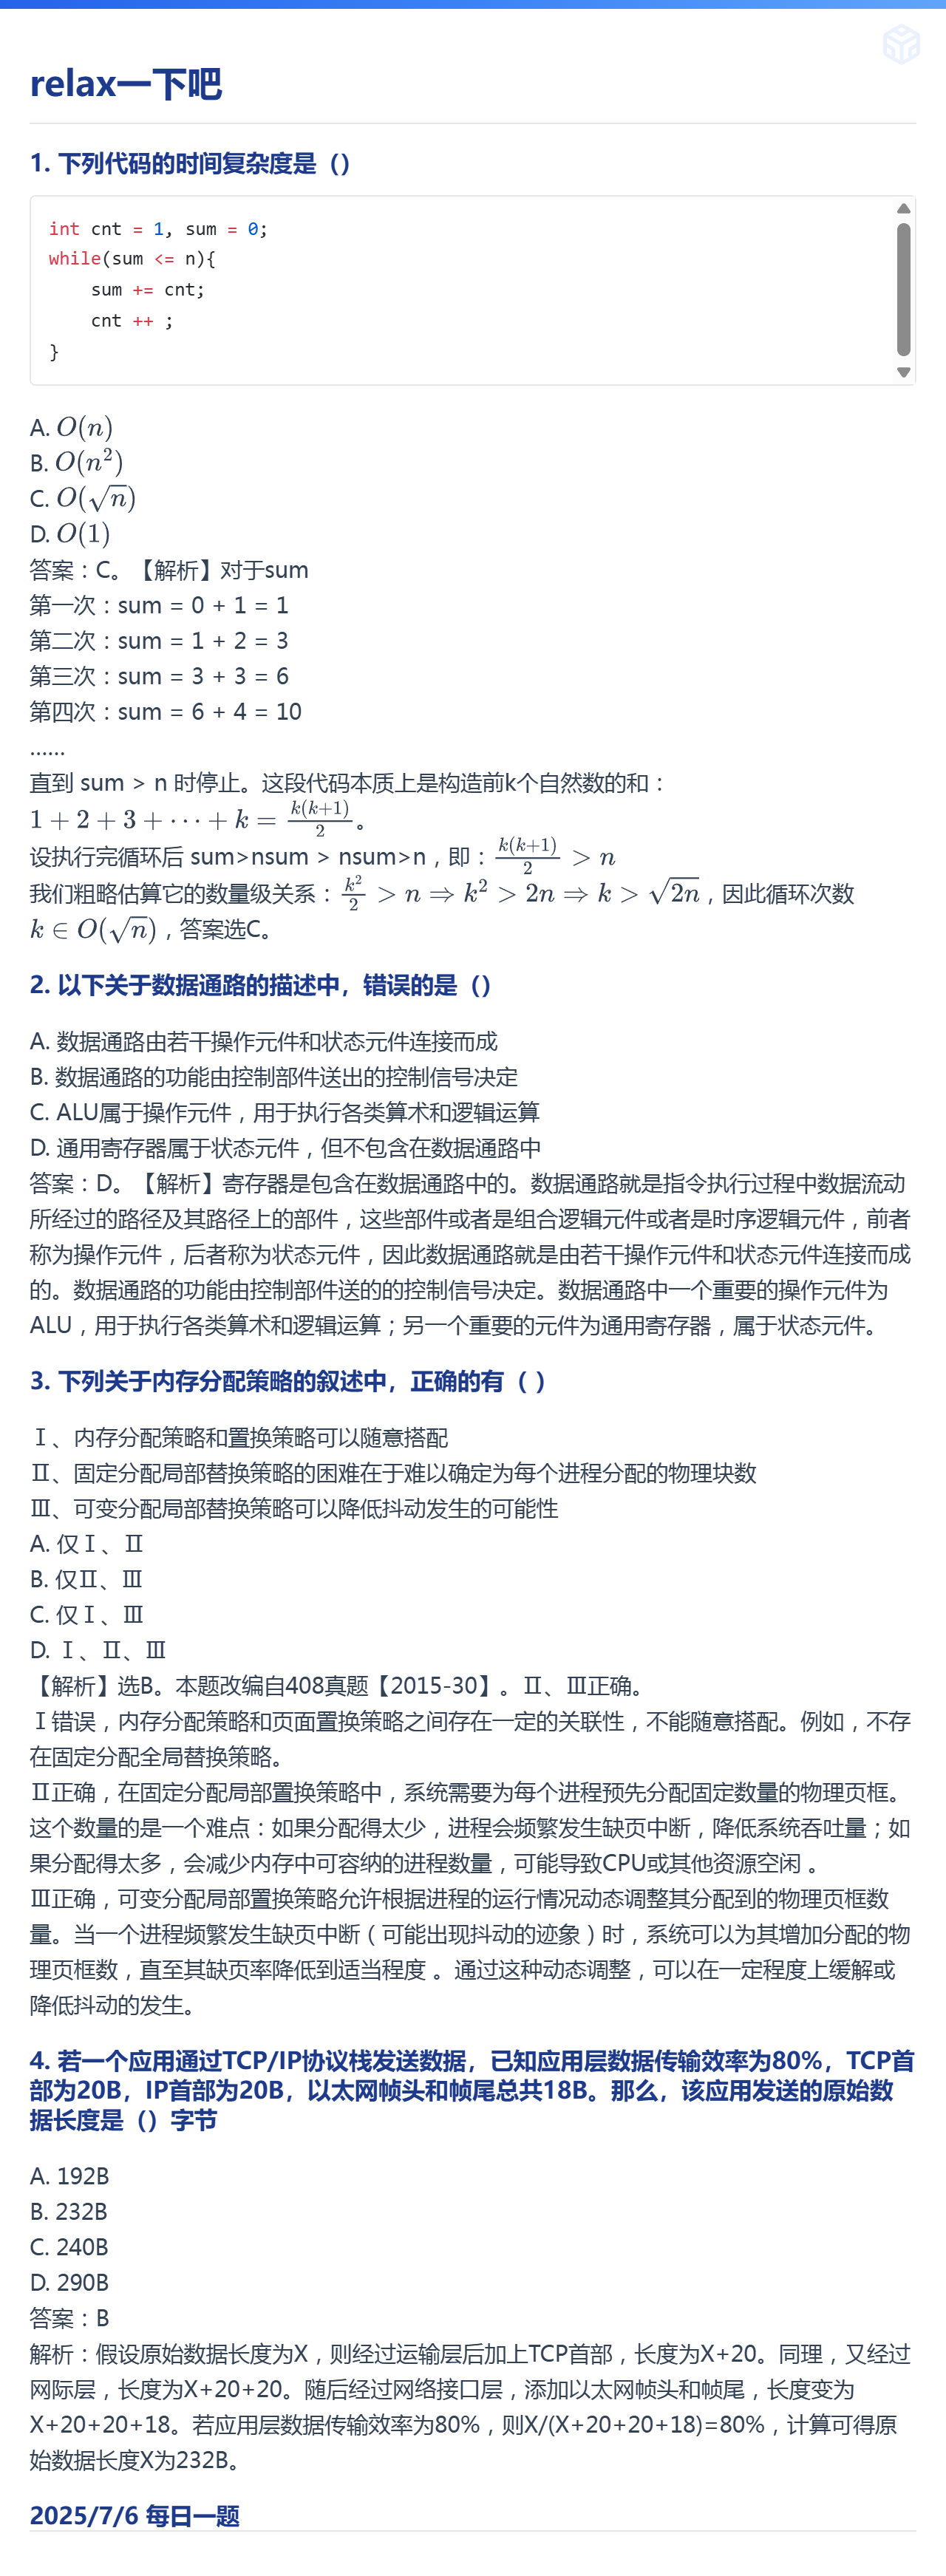 relax一下吧
1. 下列代码的时间复杂度是（）
int cnt = 1, sum = 0;
while(sum <= n){
    sum += cnt;
    cnt ++ ;
}
A. O(n)
B. O(n²)
C. O(√n)
D. O(1)
答案：C。【解析】对于sum
第一次：sum = 0 + 1 = 1
第二次：sum = 1 + 2 = 3
第三次：sum = 3 + 3 = 6
第四次：sum = 6 + 4 = 10
……
直到 sum > n 时停止。这段代码本质上是构造前k个自然数的和：
1 + 2 + 3 + ⋯ + k = k(k+1)/2。
设执行完循环后 sum>nsum > nsum>n，即：k(k+1)/2 > n
我们粗略估算它的数量级关系：k²/2 > n ⇒ k² > 2n ⇒ k > √2n，因此循环次数
k ∈ O(√n)，答案选C。
2. 以下关于数据通路的描述中，错误的是（）
A. 数据通路由若干操作元件和状态元件连接而成
B. 数据通路的功能由控制部件送出的控制信号决定
C. ALU属于操作元件，用于执行各类算术和逻辑运算
D. 通用寄存器属于状态元件，但不包含在数据通路中
答案：D。【解析】寄存器是包含在数据通路中的。数据通路就是指令执行过程中数据流动
所经过的路径及其路径上的部件，这些部件或者是组合逻辑元件或者是时序逻辑元件，前者
称为操作元件，后者称为状态元件，因此数据通路就是由若干操作元件和状态元件连接而成
的。数据通路的功能由控制部件送的的控制信号决定。数据通路中一个重要的操作元件为
ALU，用于执行各类算术和逻辑运算；另一个重要的元件为通用寄存器，属于状态元件。
3. 下列关于内存分配策略的叙述中，正确的有（ ）
Ⅰ、内存分配策略和置换策略可以随意搭配
Ⅱ、固定分配局部替换策略的困难在于难以确定为每个进程分配的物理块数
Ⅲ、可变分配局部替换策略可以降低抖动发生的可能性
A. 仅Ⅰ、Ⅱ
B. 仅Ⅱ、Ⅲ
C. 仅Ⅰ、Ⅲ
D. Ⅰ、Ⅱ、Ⅲ
【解析】选B。本题改编自408真题【2015-30】。Ⅱ、Ⅲ正确。
Ⅰ错误，内存分配策略和页面置换策略之间存在一定的关联性，不能随意搭配。例如，不存
在固定分配全局替换策略。
Ⅱ正确，在固定分配局部置换策略中，系统需要为每个进程预先分配固定数量的物理页框。
这个数量的是一个难点：如果分配得太少，进程会频繁发生缺页中断，降低系统吞吐量；如
果分配得太多，会减少内存中可容纳的进程数量，可能导致CPU或其他资源空闲 。
Ⅲ正确，可变分配局部置换策略允许根据进程的运行情况动态调整其分配到的物理页框数
量。当一个进程频繁发生缺页中断（可能出现抖动的迹象）时，系统可以为其增加分配的物
理页框数，直至其缺页率降低到适当程度 。通过这种动态调整，可以在一定程度上缓解或
降低抖动的发生。
4. 若一个应用通过TCP/IP协议栈发送数据，已知应用层数据传输效率为80%，TCP首
部为20B，IP首部为20B，以太网帧头和帧尾总共18B。那么，该应用发送的原始数
据长度是（）字节
A. 192B
B. 232B
C. 240B
D. 290B
答案：B
解析：假设原始数据长度为X，则经过运输层后加上TCP首部，长度为X+20。同理，又经过
网际层，长度为X+20+20。随后经过网络接口层，添加以太网帧头和帧尾，长度变为
X+20+20+18。若应用层数据传输效率为80%，则X/(X+20+20+18)=80%，计算可得原
始数据长度X为232B。
2025/7/6 每日一题